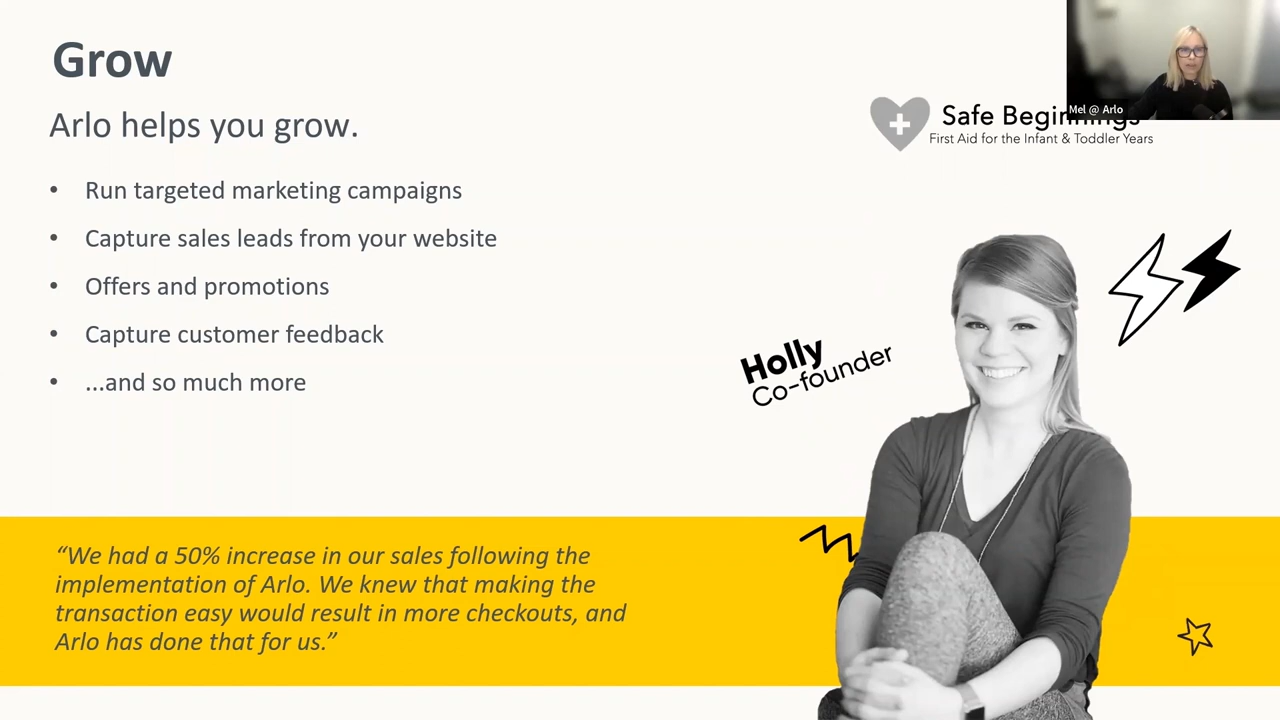 Grow
Arlo helps you grow.
• Run targeted marketing campaigns
• Capture sales leads from your website
• Offers and promotions
• Capture customer feedback
• ...and so much more
Mel @ Arlo
Safe Beginnings
First Aid for the Infant & Toddler Years
Holly
Co-founder
“We had a 50% increase in our sales following the
implementation of Arlo. We knew that making the
transaction easy would result in more checkouts, and
Arlo has done that for us.”